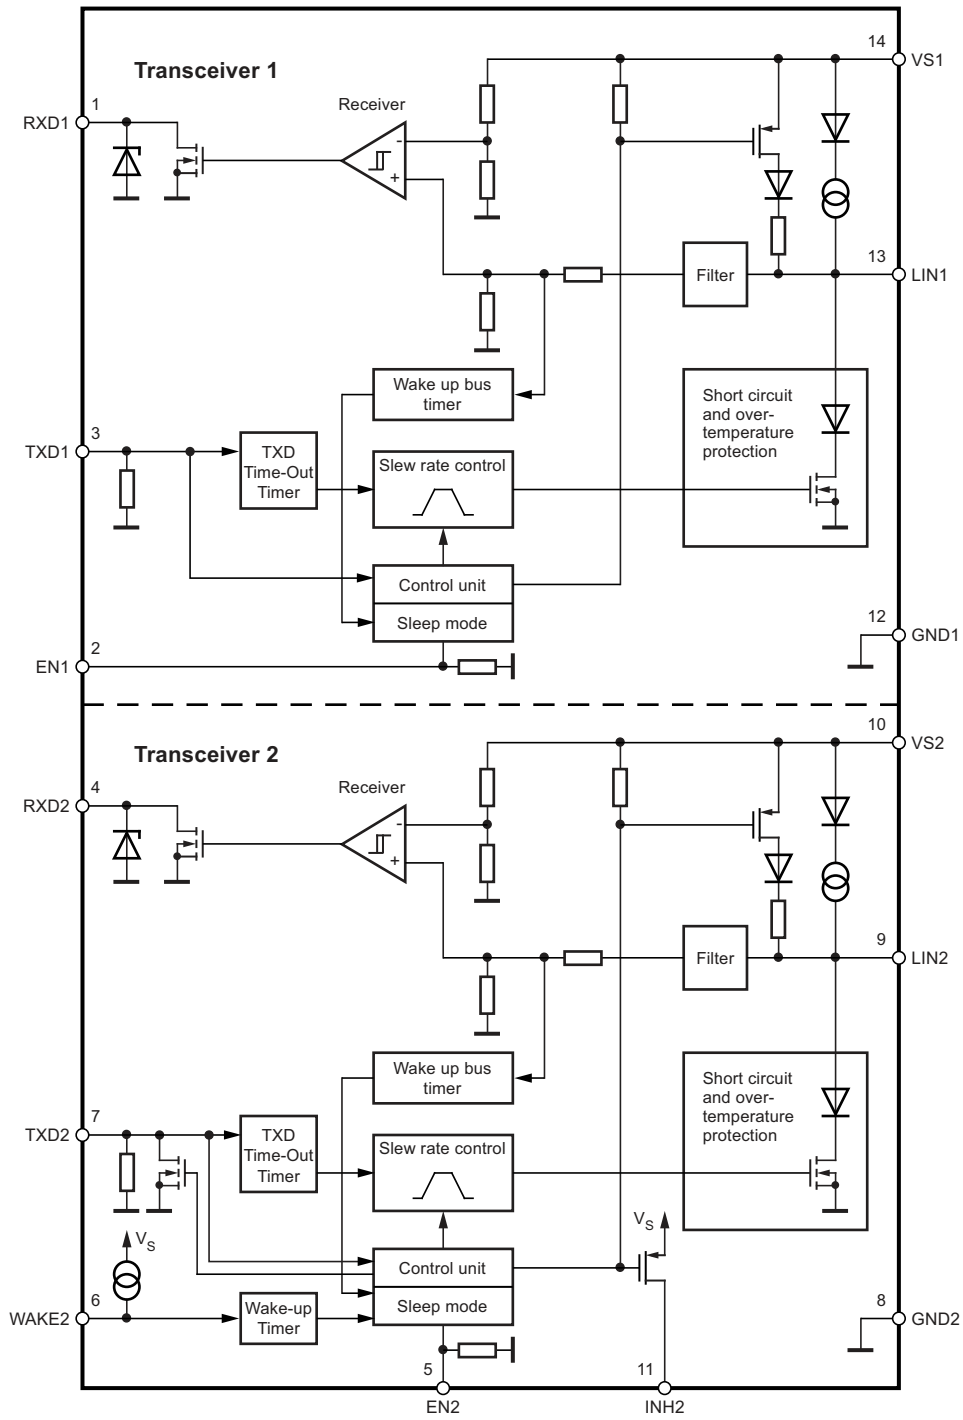 14
VS1
Transceiver 1
1
RXD1
Receiver
-
+
13
Filter
LIN1
Wake up bus
timer
Short circuit
and over-
temperature
protection
3
TXD1
TXD
Time-Out
Timer
Slew rate control
Control unit
Sleep mode
12
GND1
2
EN1
10
VS2
Transceiver 2
4
RXD2
Receiver
-
+
9
Filter
LIN2
Wake up bus
timer
Short circuit
and over-
temperature
protection
7
TXD2
TXD
Time-Out
Timer
Slew rate control
VS
VS
Control unit
Sleep mode
6
WAKE2
Wake-up
Timer
8
GND2
5
11
EN2
INH2